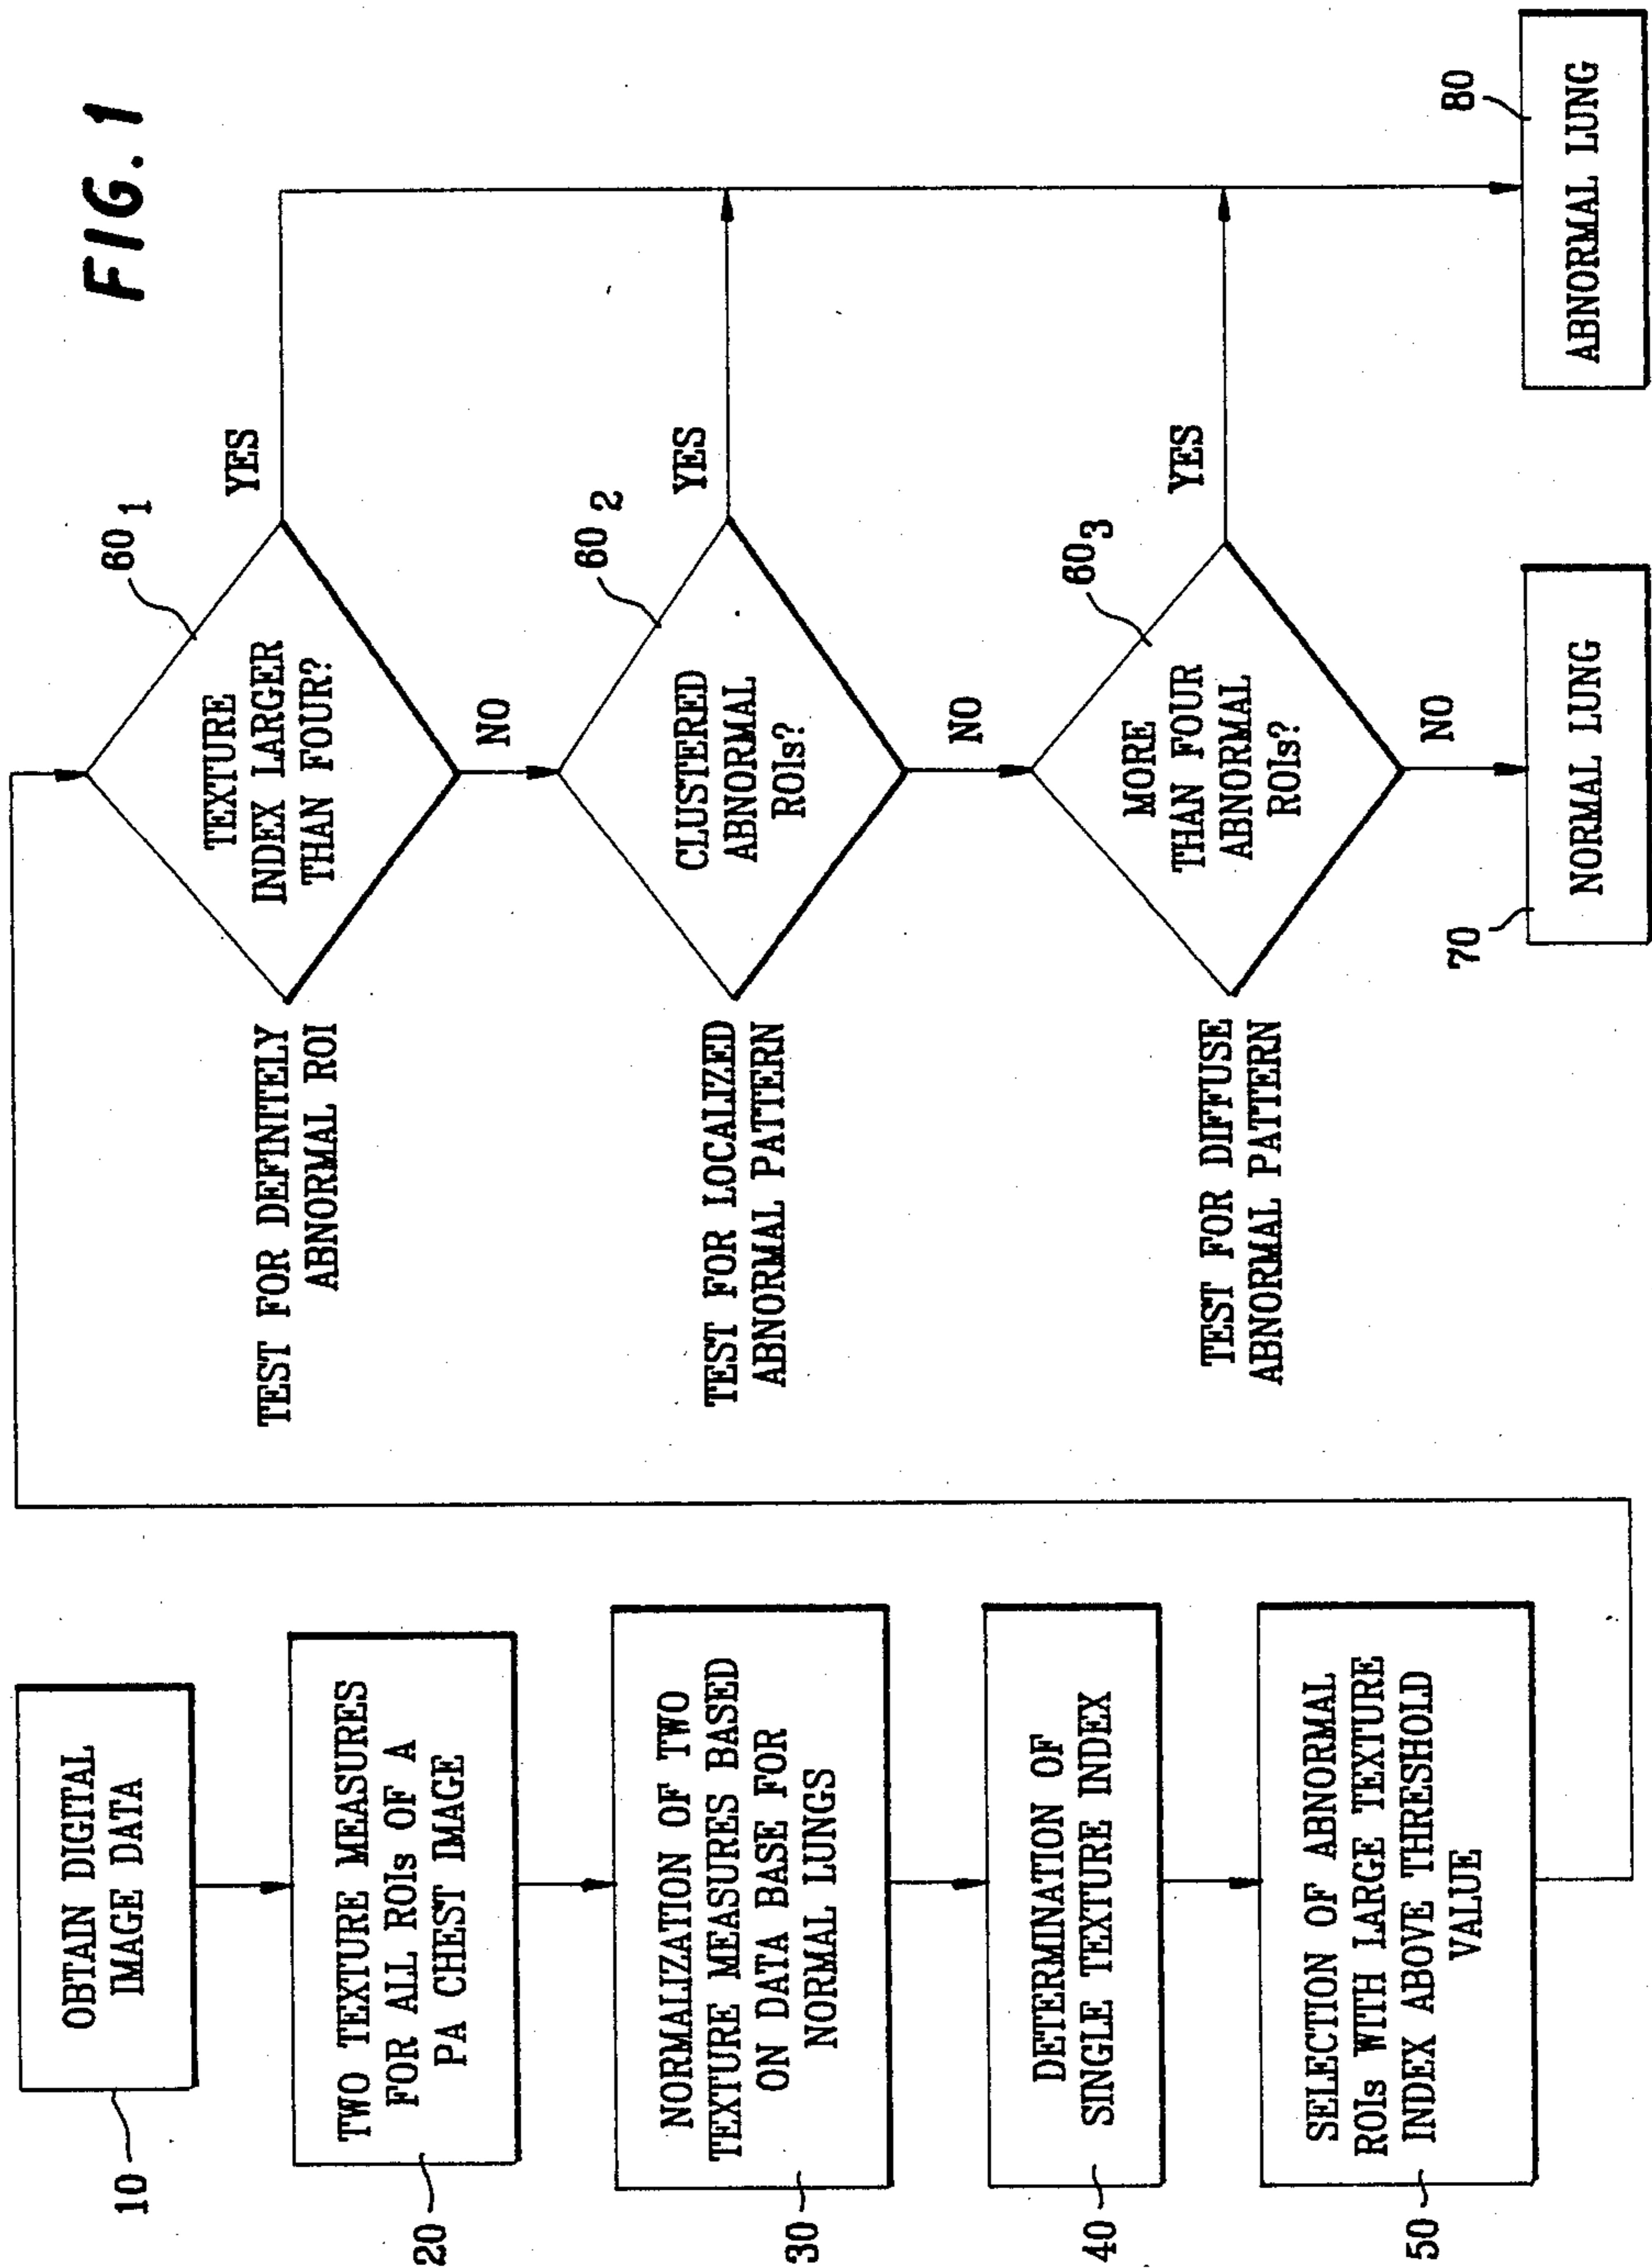 FIG. 1
OBTAIN DIGITAL
IMAGE DATA
10
TWO TEXTURE MEASURES
FOR ALL ROIs OF A
PA CHEST IMAGE
20
NORMALIZATION OF TWO
TEXTURE MEASURES BASED
ON DATA BASE FOR
NORMAL LUNGS
30
DETERMINATION OF
SINGLE TEXTURE INDEX
40
SELECTION OF ABNORMAL
ROIs WITH LARGE TEXTURE
INDEX ABOVE THRESHOLD
VALUE
50
TEST FOR DEFINITELY
ABNORMAL ROI
TEXTURE
INDEX LARGER
THAN FOUR?
60 1
YES
NO
TEST FOR LOCALIZED
ABNORMAL PATTERN
CLUSTERED
ABNORMAL
ROIs?
60 2
YES
NO
TEST FOR DIFFUSE
ABNORMAL PATTERN
MORE
THAN FOUR
ABNORMAL
ROIs?
60 3
YES
NO
70
NORMAL LUNG
80
ABNORMAL LUNG